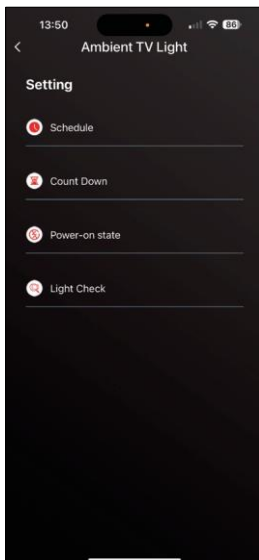 13:50
86
Ambient TV Light
Setting
Schedule
Count Down
Power-on state
Light Check